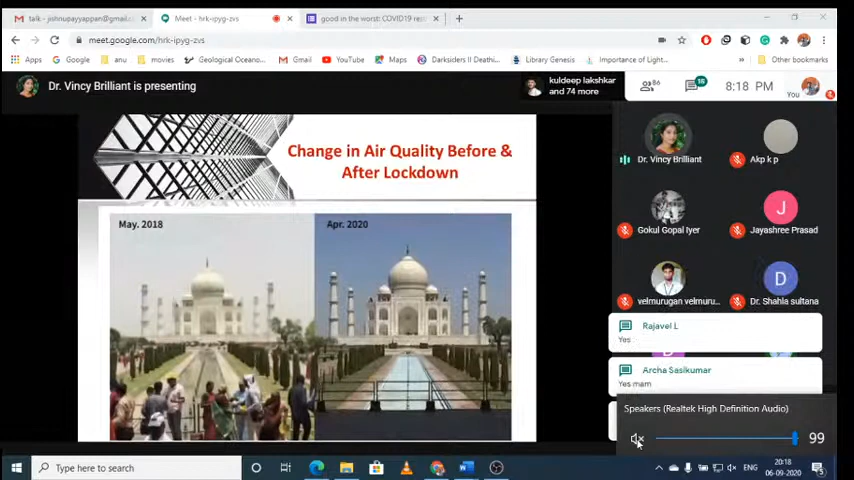 talk - jishnupayyappan@gmail.c
Meet - hrk-ipyg-zvs
good in the worst: COVID19 res
meet.google.com/hrk-ipyg-zvs
Apps
Google
anu
movies
Geological Oceano...
Gmail
YouTube
Maps
Darksiders II Deathi...
Library Genesis
Importance of Light...
Other bookmarks
Dr. Vincy Brilliant is presenting
kuldeep lakshkar
and 74 more
86
16
8:18 PM
You
Change in Air Quality Before &
After Lockdown
May. 2018
Apr. 2020
Dr. Vincy Brilliant
Akp k p
Gokul Gopal Iyer
J
Jayashree Prasad
velmurugan velmuru...
D
Dr. Shahla sultana
Rajavel L
Yes
Archa Sasikumar
Yes mam
Speakers (Realtek High Definition Audio)
99
Type here to search
ENG
20:18
06-09-2020